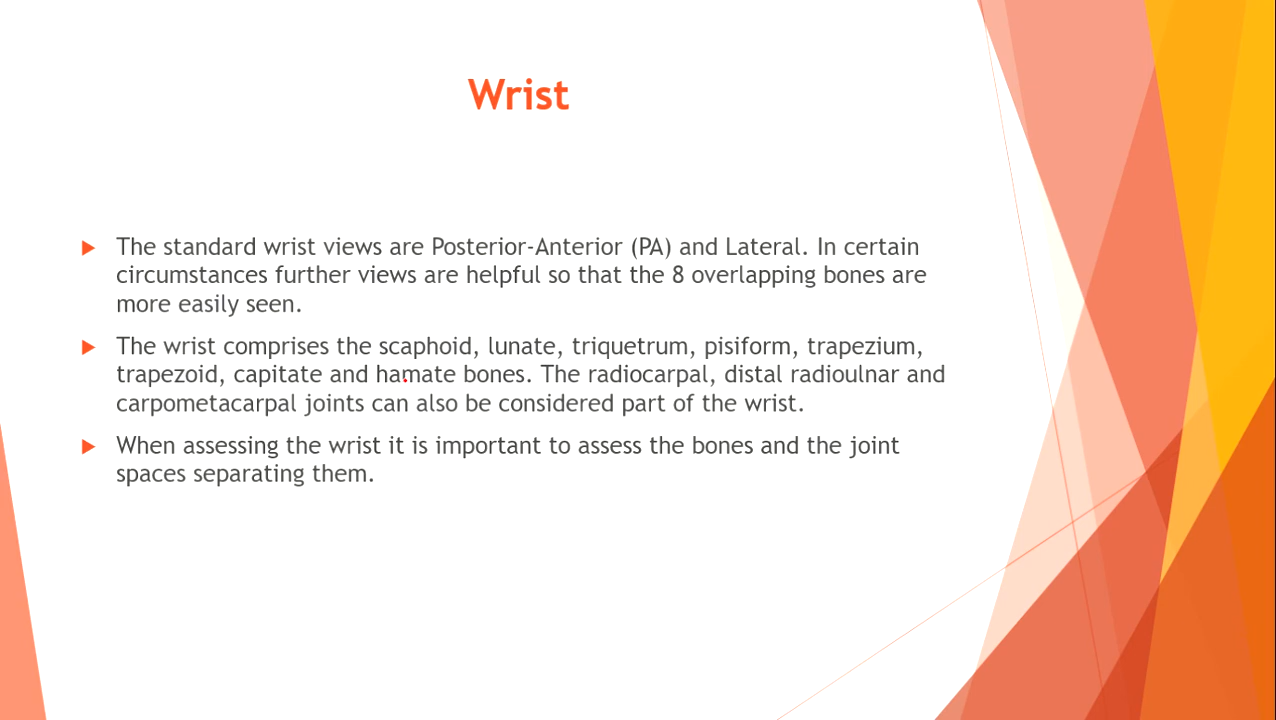 Wrist
The standard wrist views are Posterior-Anterior (PA) and Lateral. In certain
circumstances further views are helpful so that the 8 overlapping bones are
more easily seen.
The wrist comprises the scaphoid, lunate, triquetrum, pisiform, trapezium,
trapezoid, capitate and hamate bones. The radiocarpal, distal radioulnar and
carpometacarpal joints can also be considered part of the wrist.
When assessing the wrist it is important to assess the bones and the joint
spaces separating them.